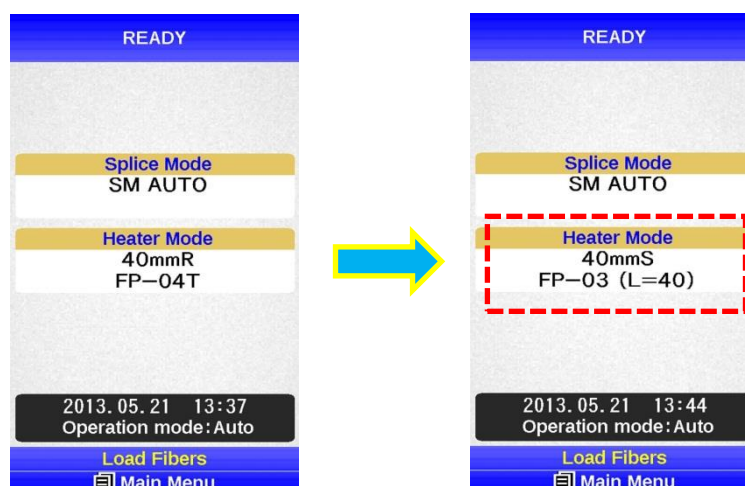 READY
Splice Mode
SM AUTO
Heater Mode
40mmR
FP-04T
2013.05.21 13:37
Operation mode:Auto
Load Fibers
Main Menu
READY
Splice Mode
SM AUTO
Heater Mode
40mmS
FP-03 (L=40)
2013.05.21 13:44
Operation mode:Auto
Load Fibers
Main Menu